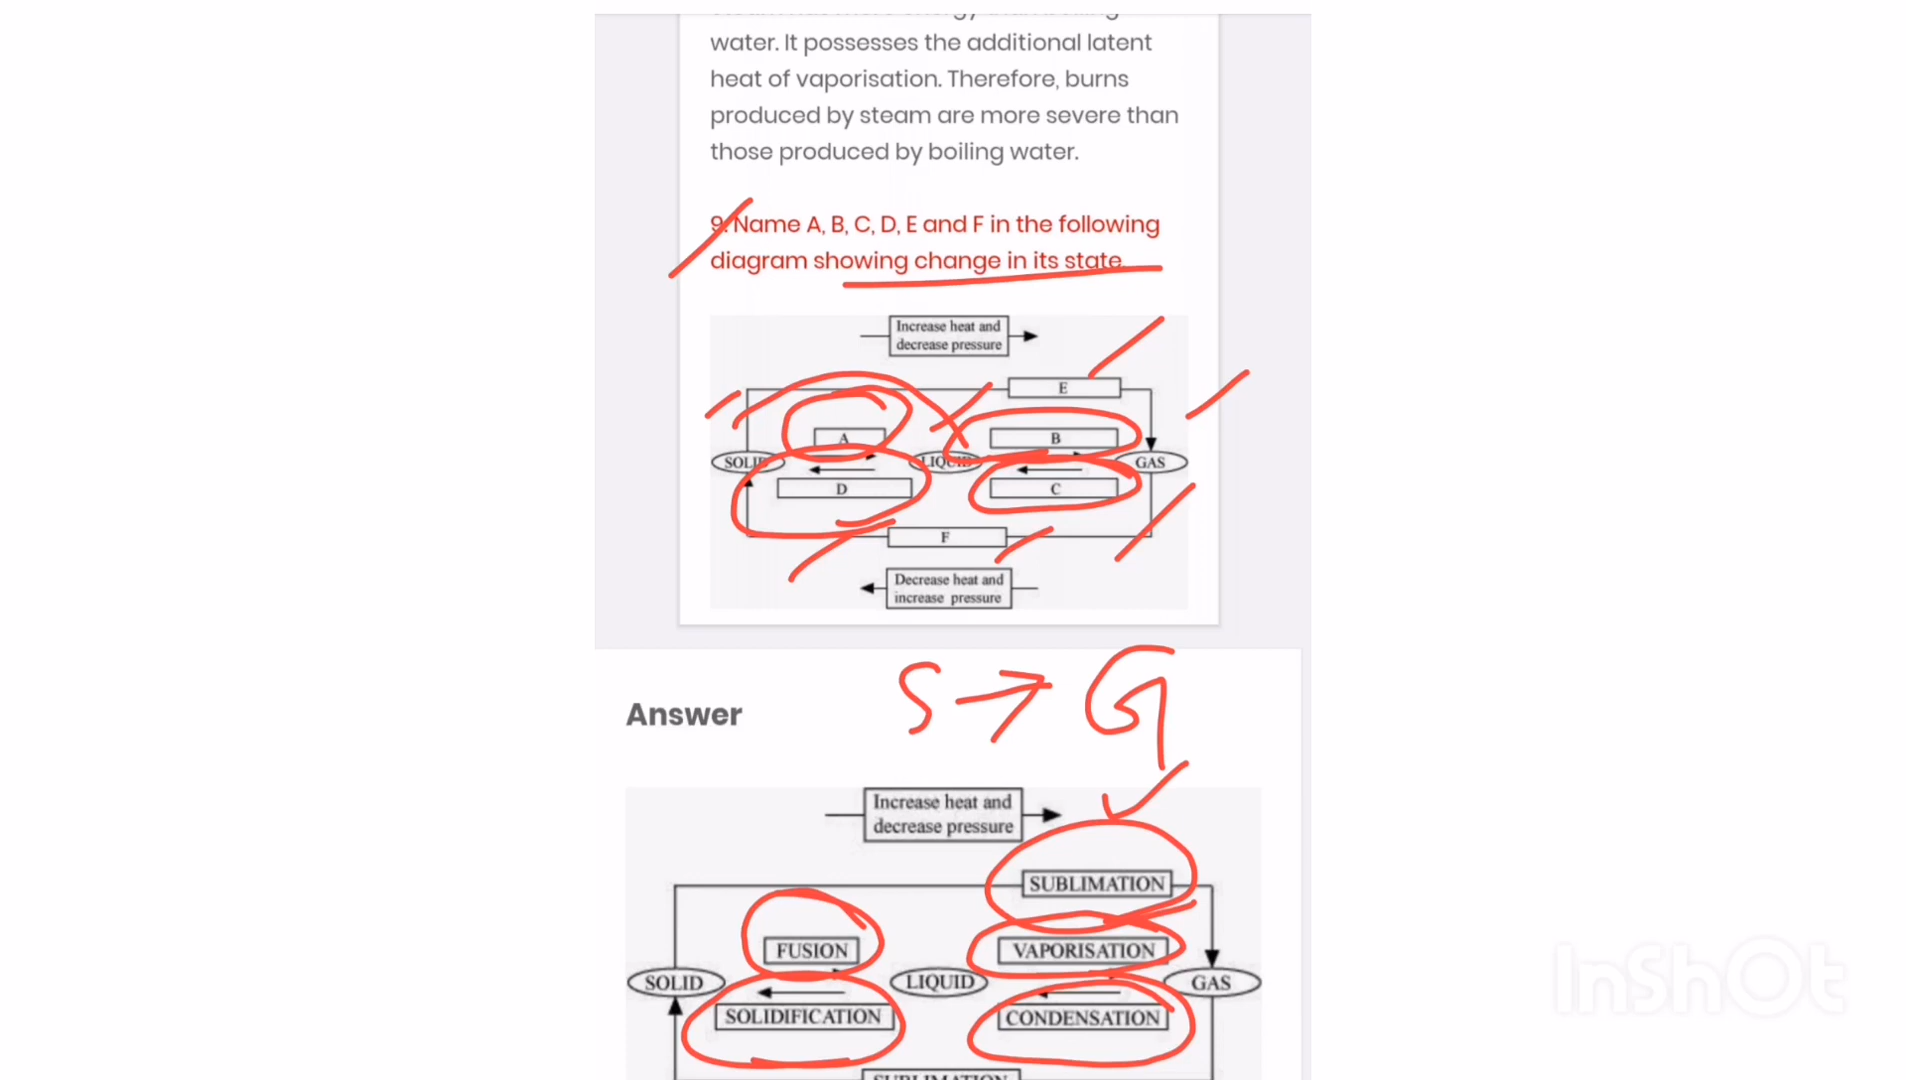 water. It possesses the additional latent
heat of vaporisation. Therefore, burns
produced by steam are more severe than
those produced by boiling water.
9. Name A, B, C, D, E and F in the following
diagram showing change in its state.
Increase heat and
decrease pressure
E
A
B
SOLID
LIQUID
GAS
D
C
F
Decrease heat and
increase pressure
S → G
Answer
Increase heat and
decrease pressure
SUBLIMATION
FUSION
VAPORISATION
SOLID
LIQUID
GAS
SOLIDIFICATION
CONDENSATION
SUBLIMATION
InShOt